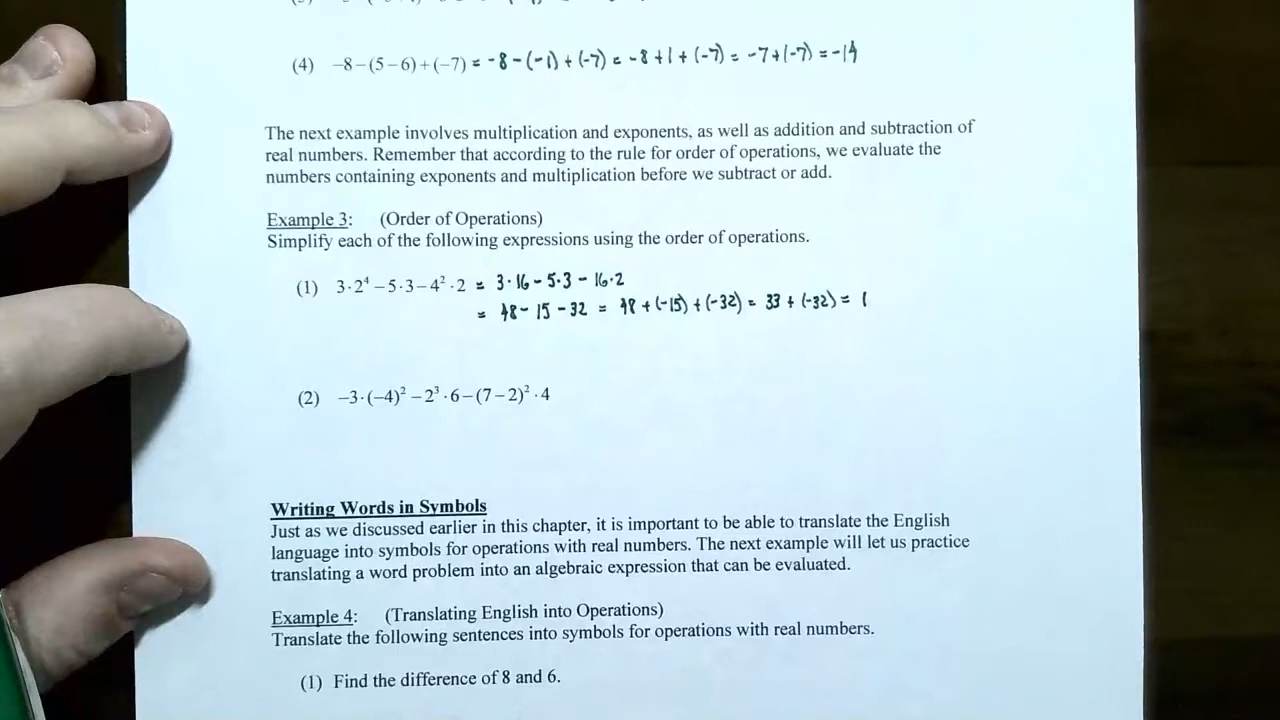 (4) −8−(5−6)+(−7) = -8 - (-1) + (-7) = -8 + 1 + (-7) = -7 + (-7) = -14
The next example involves multiplication and exponents, as well as addition and subtraction of
real numbers. Remember that according to the rule for order of operations, we evaluate the
numbers containing exponents and multiplication before we subtract or add.
Example 3: (Order of Operations)
Simplify each of the following expressions using the order of operations.
(1) 3·2⁴ −5·3−4²·2 = 3·16 - 5·3 - 16·2
= 48 - 15 - 32 = 48 + (-15) + (-32) = 33 + (-32) = 1
(2) −3·(−4)² −2³·6−(7−2)²·4
Writing Words in Symbols
Just as we discussed earlier in this chapter, it is important to be able to translate the English
language into symbols for operations with real numbers. The next example will let us practice
translating a word problem into an algebraic expression that can be evaluated.
Example 4: (Translating English into Operations)
Translate the following sentences into symbols for operations with real numbers.
(1) Find the difference of 8 and 6.